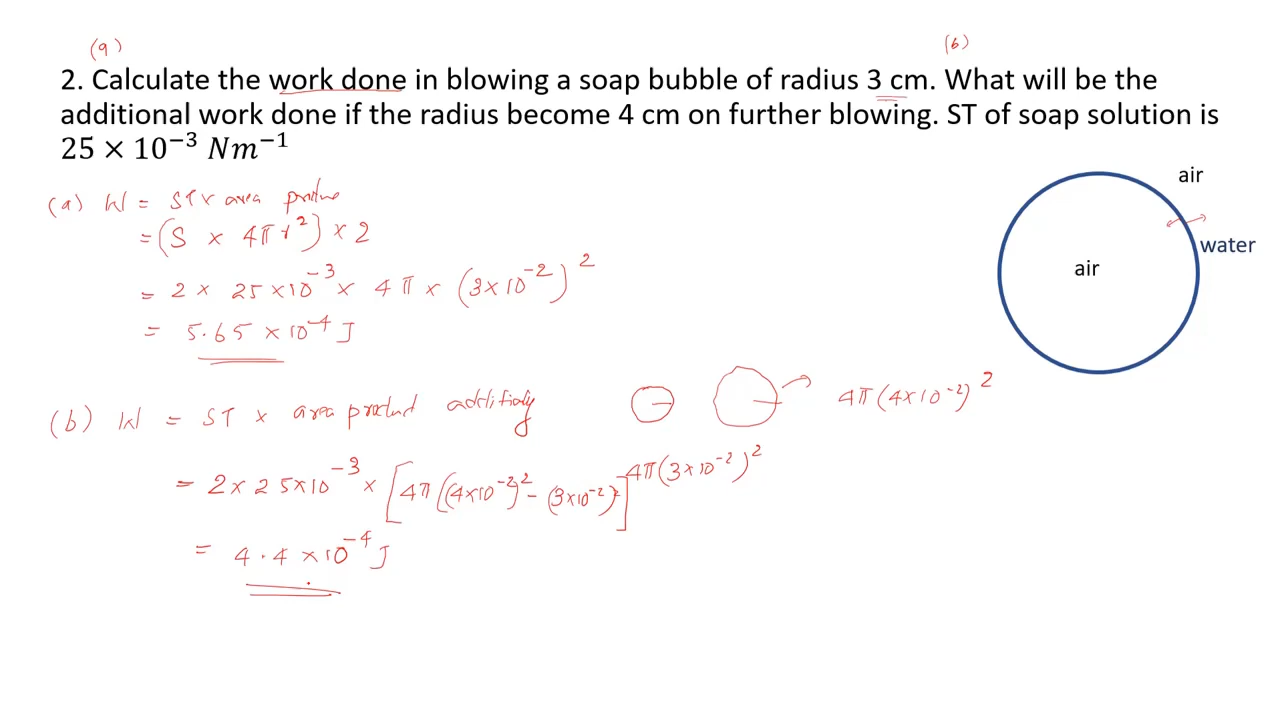 (a)
(b)
2. Calculate the work done in blowing a soap bubble of radius 3 cm. What will be the
additional work done if the radius become 4 cm on further blowing. ST of soap solution is
25 × 10⁻³ Nm⁻¹
air
water
air
(a) W = ST × area produ
= (S × 4πr²) × 2
= 2 × 25 × 10⁻³ × 4π × (3×10⁻²)²
= 5.65 × 10⁻⁴ J
(b) W = ST × area product
4π(4×10⁻²)²
4π(3×10⁻²)²
= 2 × 25×10⁻³ × [4π((4×10⁻²)² - (3×10⁻²)²]
= 4.4 × 10⁻⁴ J